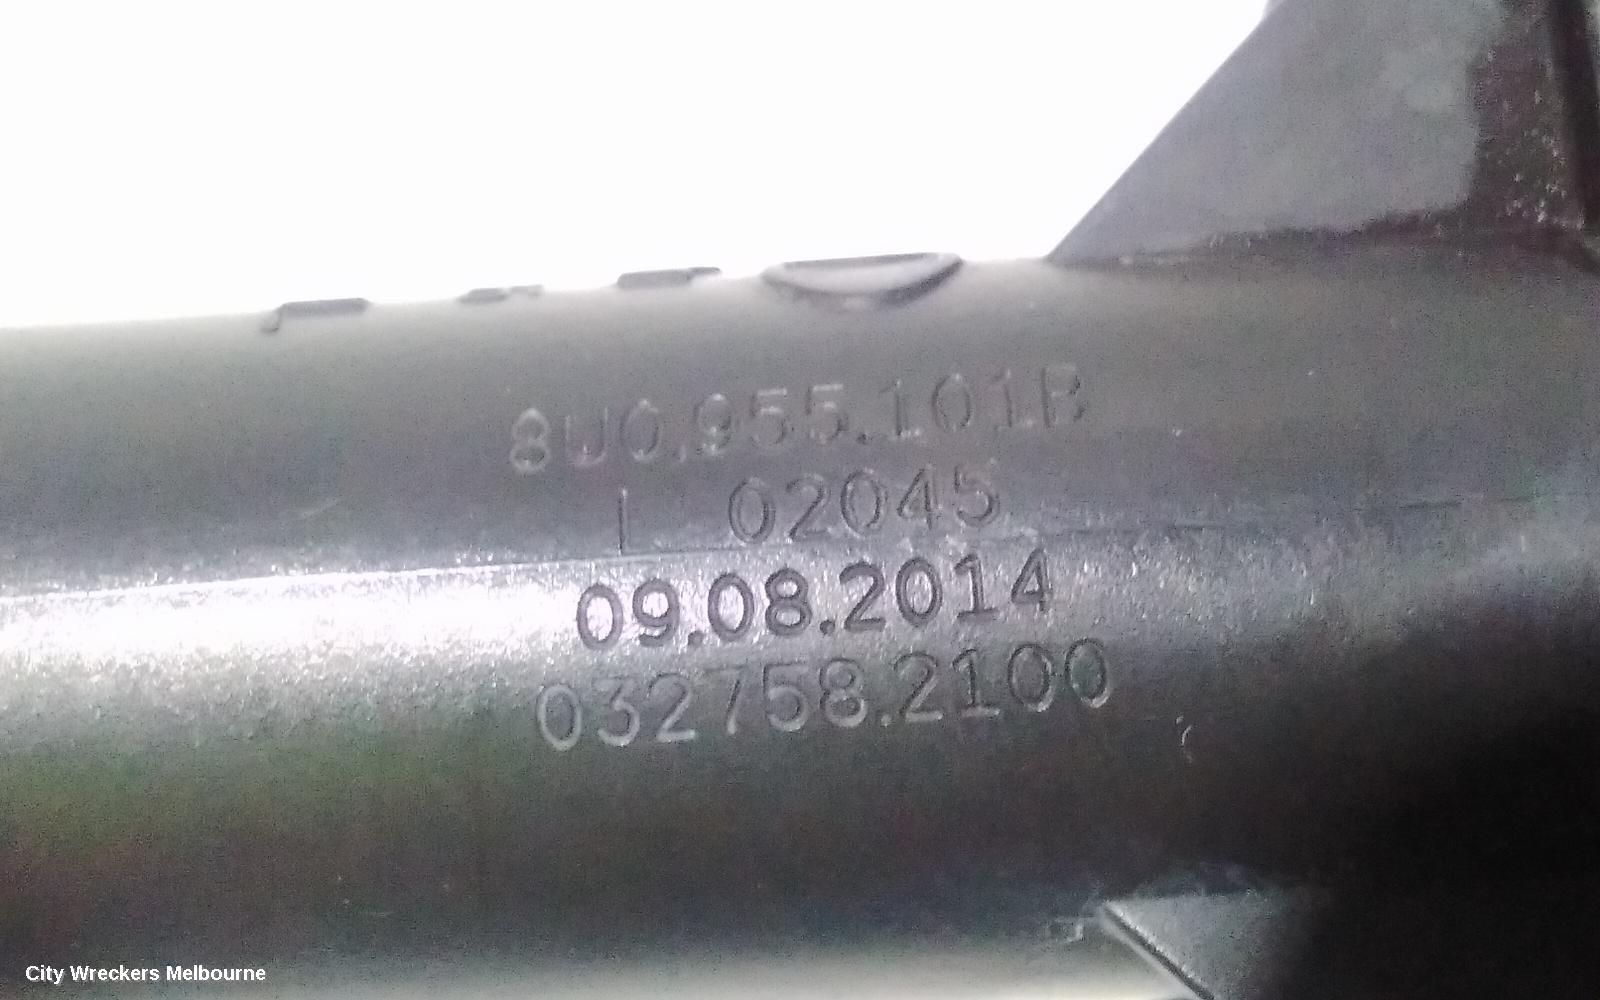 8U0.955.101B
L 02045
09.08.2014
032758.2100
City Wreckers Melbourne